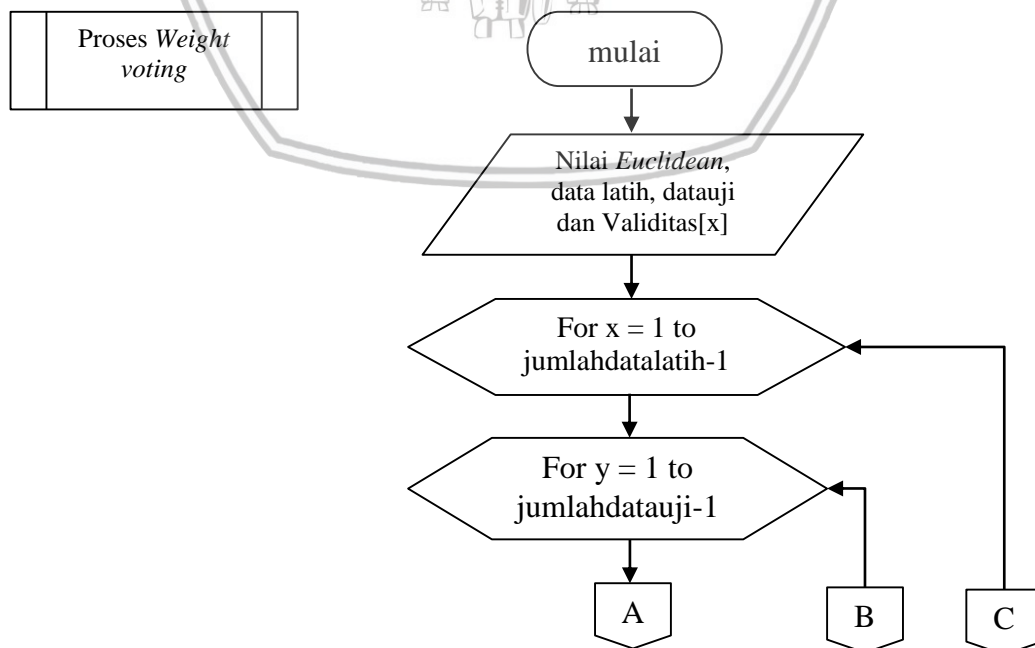 Proses Weight
voting
mulai
Nilai Euclidean,
data latih, datauji
dan Validitas[x]
For x = 1 to
jumlahdatalatih-1
For y = 1 to
jumlahdatauji-1
A
B
C